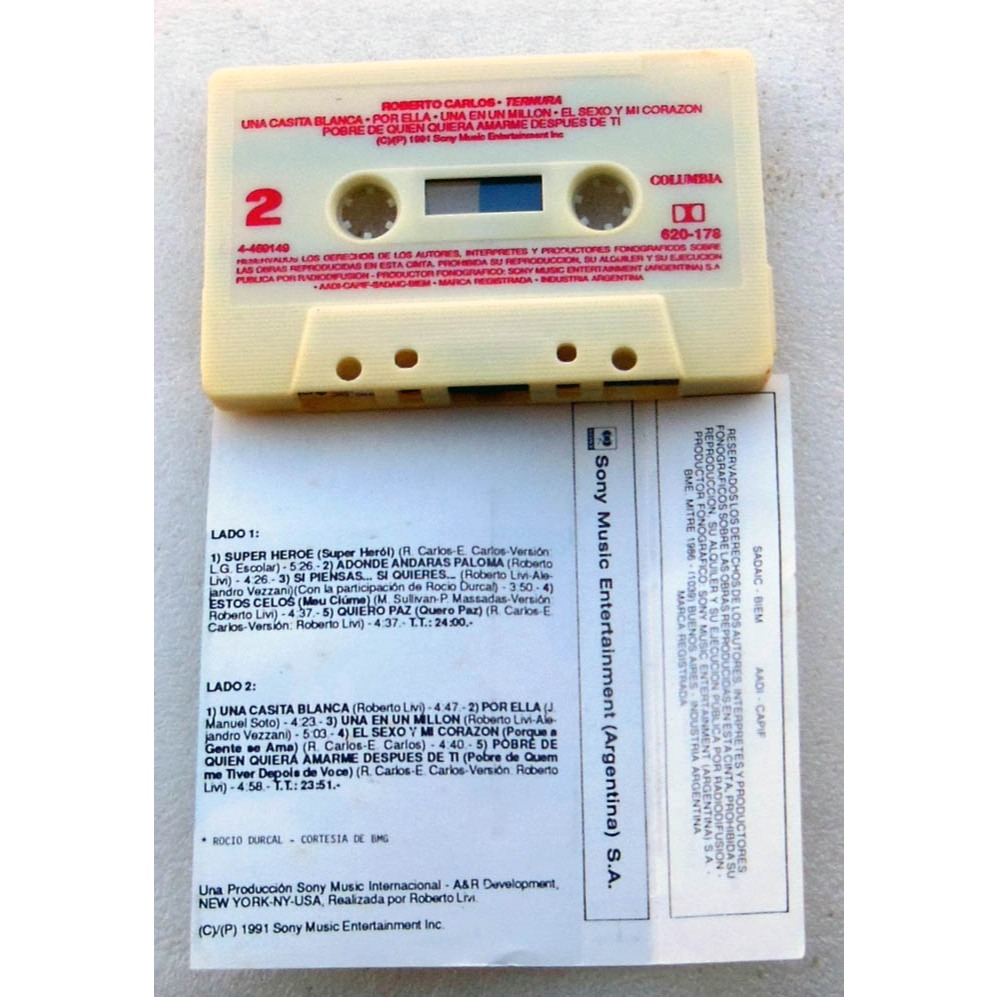 ROBERTO CARLOS • TERNURA
UNA CASITA BLANCA • POR ELLA • UNA EN UN MILLON • EL SEXO Y MI CORAZON
POBRE DE QUIEN QUIERA AMARME DESPUES DE TI
(C)/(P) 1991 Sony Music Entertainment Inc
2
COLUMBIA
620-178
4-469149
RESERVADOS LOS DERECHOS DE LOS AUTORES, INTERPRETES Y PRODUCTORES FONOGRAFICOS SOBRE
LAS OBRAS REPRODUCIDAS EN ESTA CINTA. PROHIBIDA SU REPRODUCCION, SU ALQUILER Y SU EJECUCION
PUBLICA POR RADIODIFUSION - PRODUCTOR FONOGRAFICO: SONY MUSIC ENTERTAINMENT (ARGENTINA) S.A
• AADI-CAPIF-SADAIC-BIEM • MARCA REGISTRADA • INDUSTRIA ARGENTINA
LADO 1:
1) SUPER HEROE (Super Herói) (R. Carlos-E. Carlos-Versión:
L.G. Escolar) - 5:26.- 2) ADONDE ANDARAS PALOMA (Roberto
Livi) - 4:26.- 3) SI PIENSAS... SI QUIERES... (Roberto Livi-Ale-
jandro Vezzani)(Con la participación de Rocio Durcal) - 3:50.- 4)
ESTOS CELOS (Meu Ciúme) (M. Sullivan-P. Massadas-Versión:
Roberto Livi) - 4:37.- 5) QUIERO PAZ (Quero Paz) (R. Carlos-E.
Carlos-Versión: Roberto Livi) - 4:37.- T.T.: 24:00.-
LADO 2:
1) UNA CASITA BLANCA (Roberto Livi) - 4:47.- 2) POR ELLA (J.
Manuel Soto) - 4:23.- 3) UNA EN UN MILLON (Roberto Livi-Ale-
jandro Vezzani) - 5:03.- 4) EL SEXO Y MI CORAZON (Porque a
Gente se Ama) (R. Carlos-E. Carlos) - 4:40.- 5) POBRE DE
QUIEN QUIERA AMARME DESPUES DE TI (Pobre de Quem
me Tiver Depois de Voce) (R. Carlos-E. Carlos-Versión: Roberto
Livi) - 4:58.- T.T.: 23:51.-
* ROCIO DURCAL - CORTESIA DE BMG
Una Producción Sony Music Internacional - A&R Development,
NEW YORK-NY-USA, Realizada por Roberto Livi.
(C)/(P) 1991 Sony Music Entertainment Inc.
Sony Music Entertainment (Argentina) S.A.
SADAIC - BIEM AADI - CAPIF
RESERVADOS LOS DERECHOS DE LOS AUTORES, INTERPRETES Y PRODUCTORES
FONOGRAFICOS SOBRE LAS OBRAS REPRODUCIDAS EN ESTA CINTA, PROHIBIDA SU
REPRODUCCION, SU ALQUILER Y SU EJECUCION PUBLICA POR RADIODIFUSION -
PRODUCTOR FONOGRAFICO: SONY MUSIC ENTERTAINMENT (ARGENTINA) S.A. -
BME. MITRE 1986 - (1039) BUENOS AIRES - INDUSTRIA ARGENTINA
MARCA REGISTRADA